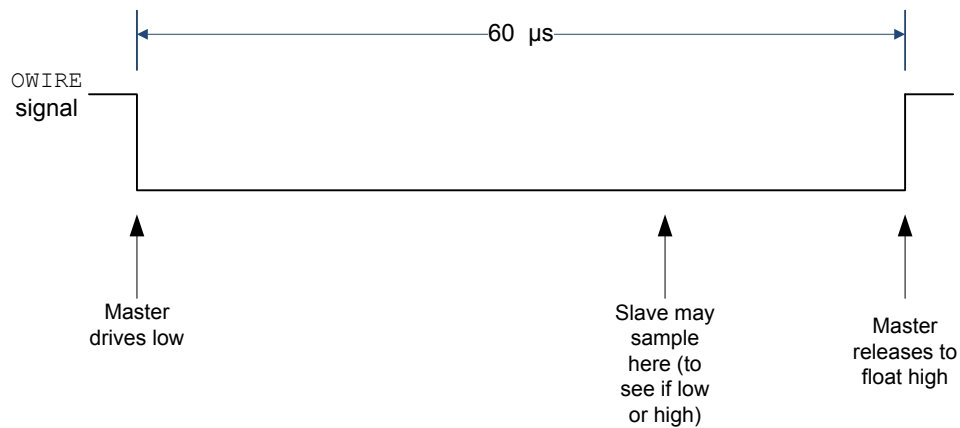 60 µs
OWIRE
signal
Master
drives low
Slave may
sample
here (to
see if low
or high)
Master
releases to
float high